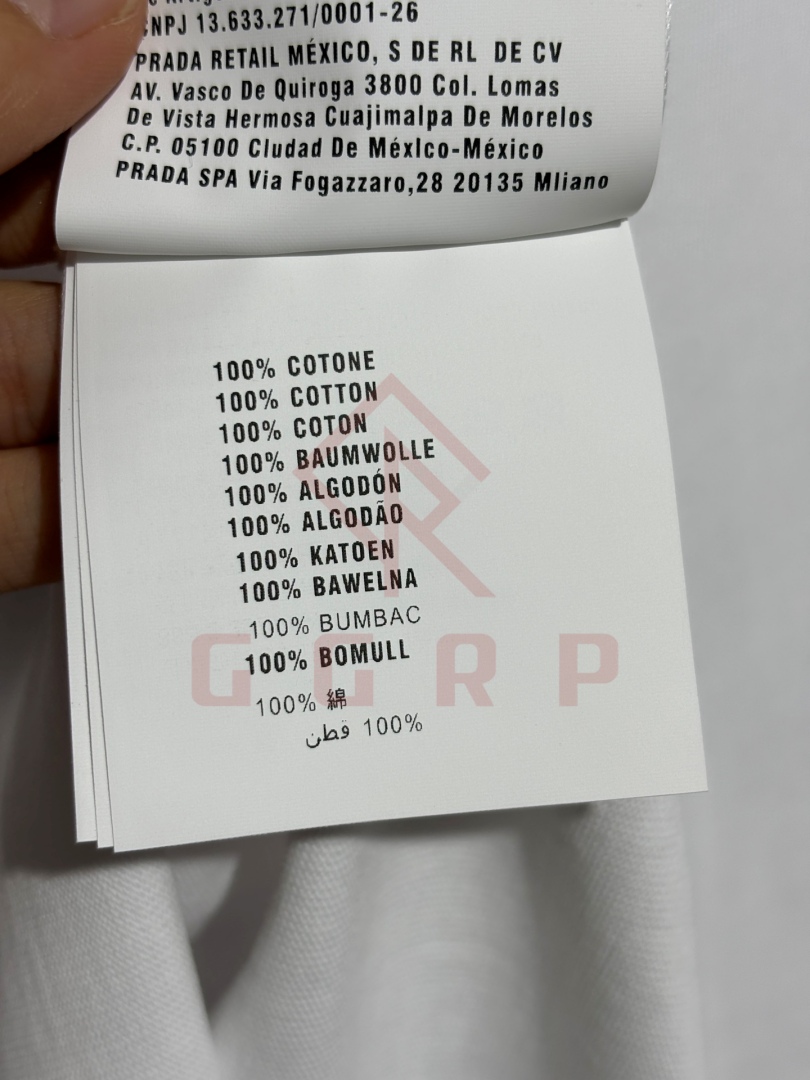 CNPJ 13.633.271/0001-26
PRADA RETAIL MÉXICO, S DE RL DE CV
AV. Vasco De Quiroga 3800 Col. Lomas
De Vista Hermosa Cuajimalpa De Morelos
C.P. 05100 Cludad De Méxlco-México
PRADA SPA Via Fogazzaro,28 20135 Mliano
100% COTONE
100% COTTON
100% COTON
100% BAUMWOLLE
100% ALGODÓN
100% ALGODÃO
100% KATOEN
100% BAWELNA
100% BUMBAC
100% BOMULL
100% 綿
100% قطن
GGRP